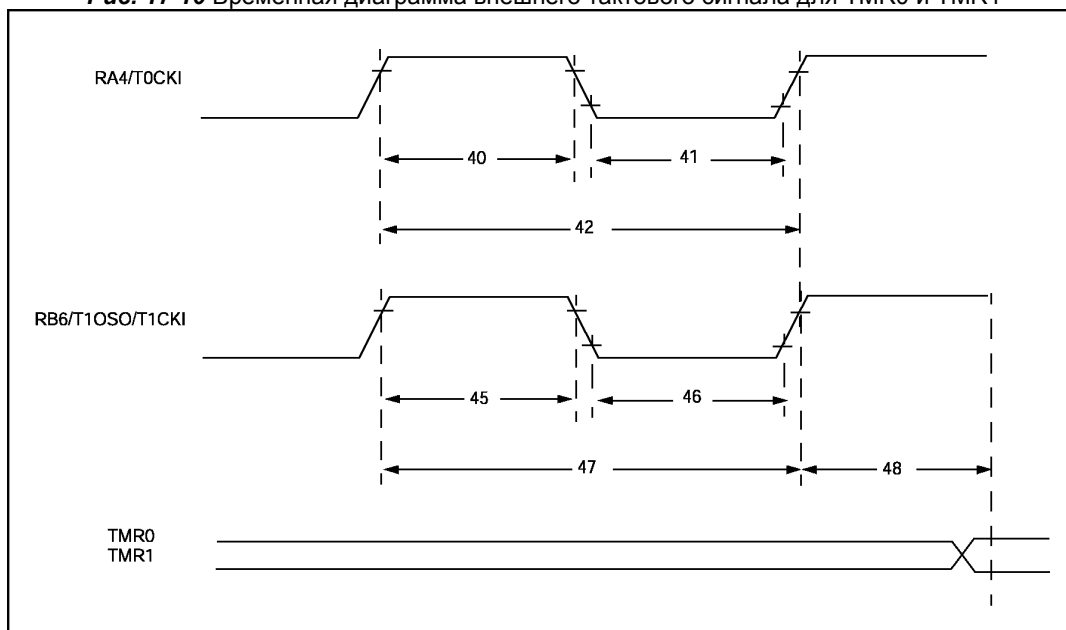 Рис. 17-10 Временная диаграмма внешнего тактового сигнала для TMR0 и TMR1
RA4/T0CKI
40
41
42
RB6/T1OSO/T1CKI
45
46
47
48
TMR0
TMR1